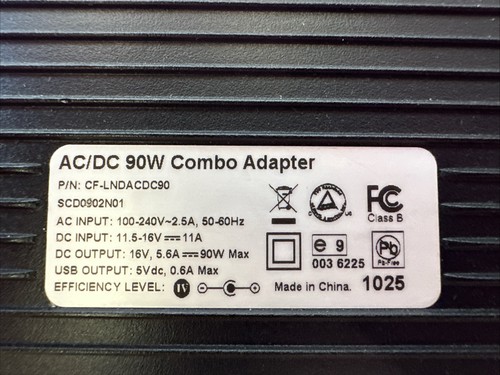 AC/DC 90W Combo Adapter
P/N: CF-LNDACDC90
SCD0902N01
AC INPUT: 100-240V~2.5A, 50-60Hz
DC INPUT: 11.5-16V⎓11A
DC OUTPUT: 16V, 5.6A⎓90W Max
USB OUTPUT: 5Vdc, 0.6A Max
EFFICIENCY LEVEL: IV
FC
Class B
e 9
003 6225
Pb
Pb-Free
Made in China. 1025